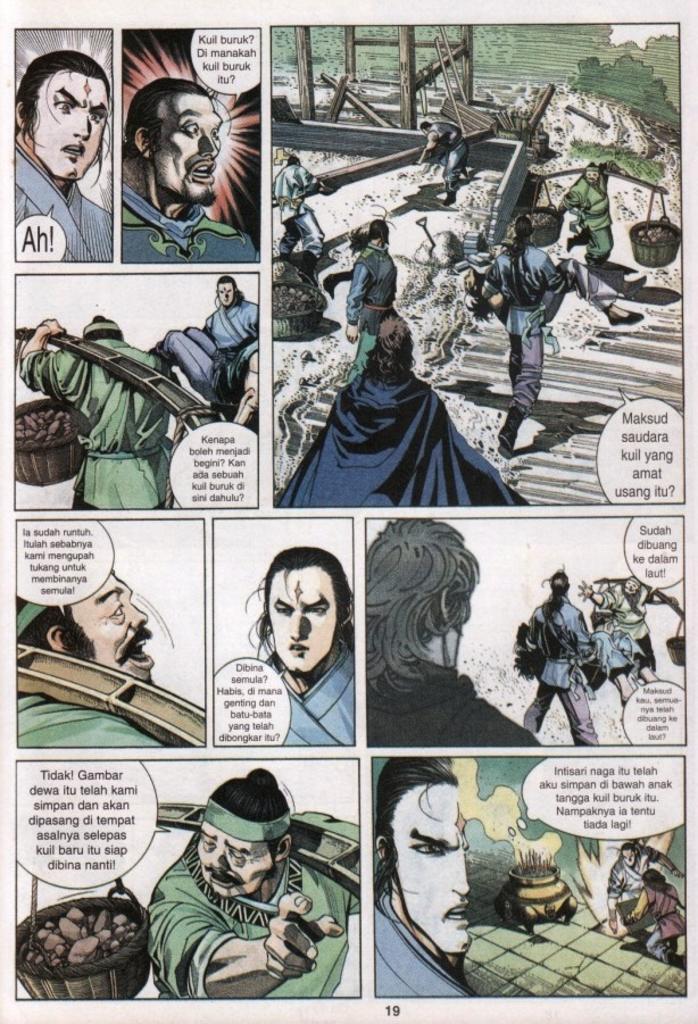 Ah!
Kuil buruk?
Di manakah
kuil buruk
itu?
Maksud
saudara
kuil yang
amat
usang itu?
Kenapa
boleh menjadi
begini? Kan
ada sebuah
kuil buruk di
sini dahulu?
Ia sudah runtuh.
Itulah sebabnya
kami mengupah
tukang untuk
membinanya
semula!
Dibina
semula?
Habis, di mana
genting dan
batu-bata
yang telah
dibongkar itu?
Sudah
dibuang
ke dalam
laut!
Maksud
kau, semua-
nya telah
dibuang ke
dalam
laut?
Tidak! Gambar
dewa itu telah kami
simpan dan akan
dipasang di tempat
asalnya selepas
kuil baru itu siap
dibina nanti!
Intisari naga itu telah
aku simpan di bawah anak
tangga kuil buruk itu.
Nampaknya ia tentu
tiada lagi!
19